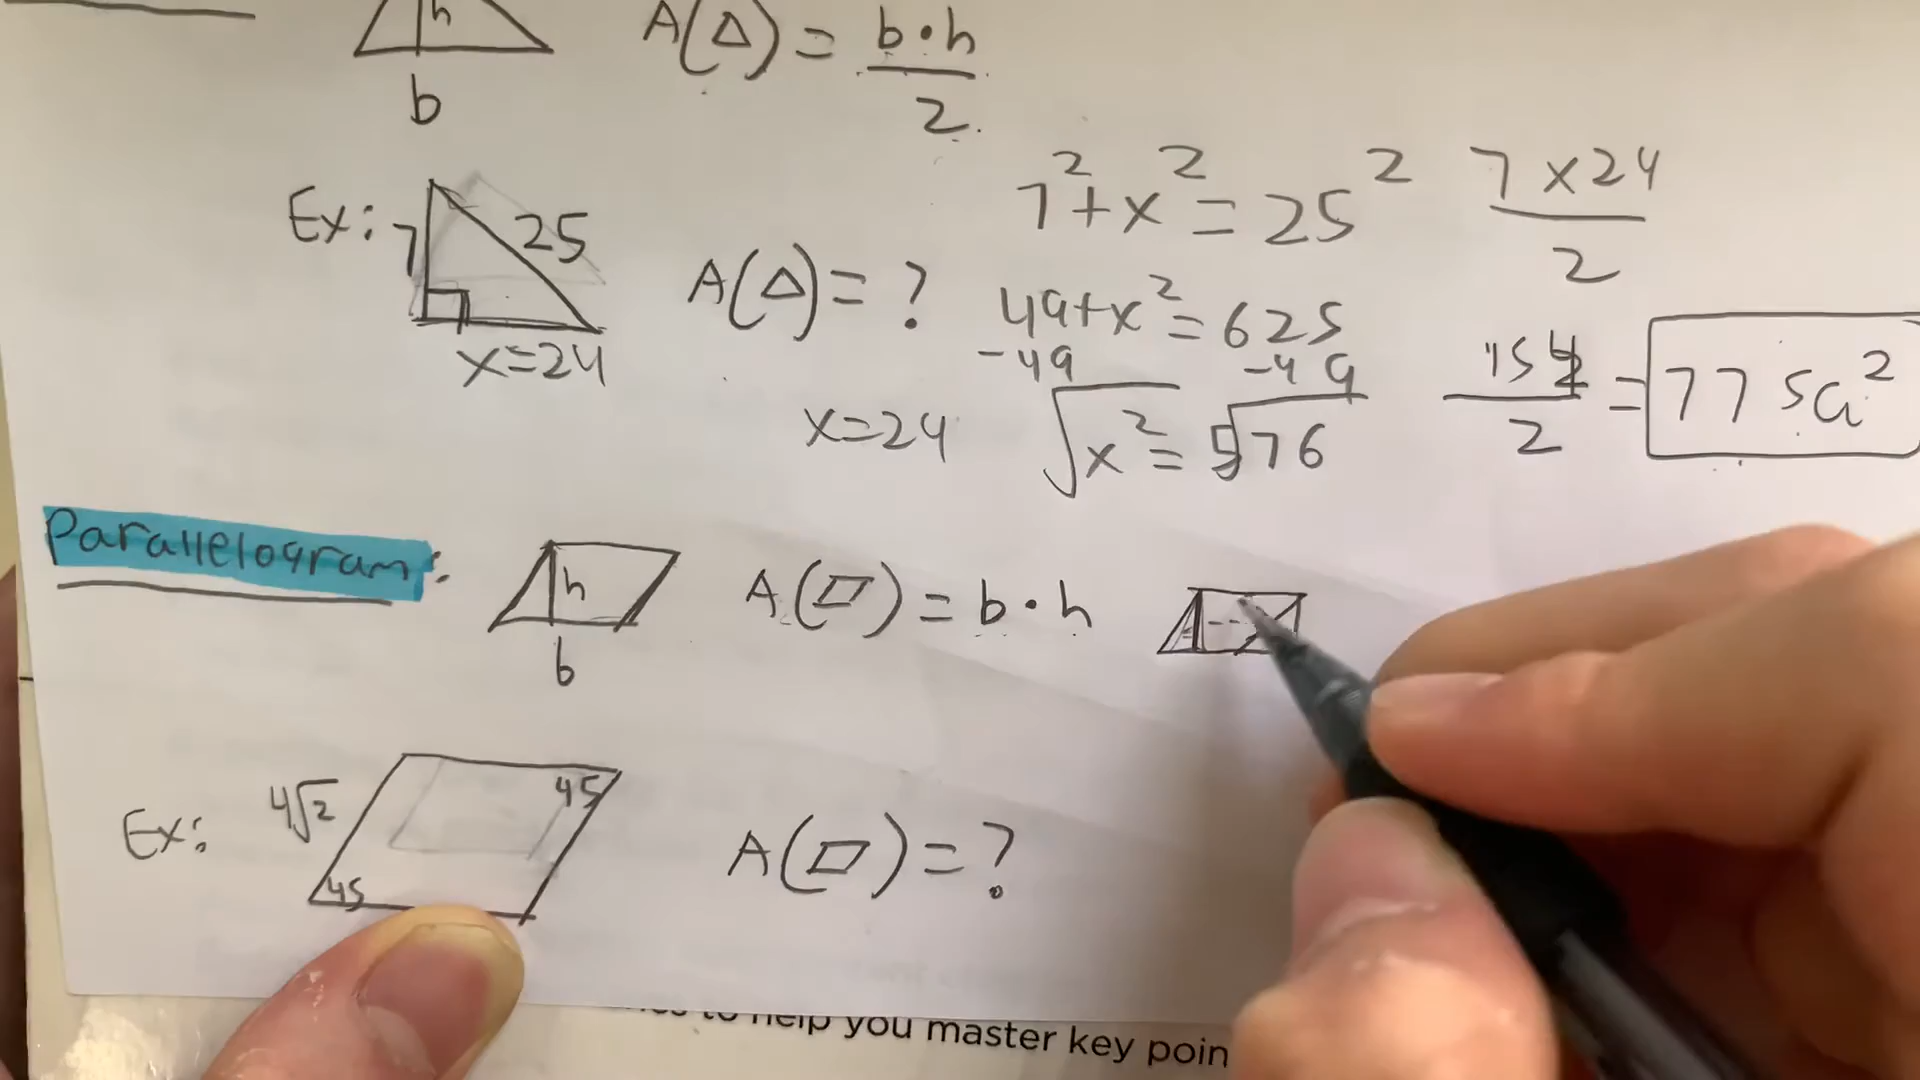 h
b
A(△) = b·h / 2
Ex: 7 25
x=24
A(△) = ?
7² + x² = 25²
49+x² = 625
-49 -49
√x² = √576
x=24
7 x 24 / 2
154 / 2 = 77
Parallelogram:
h
b
A(▱) = b·h
Ex: 4√2 45 45
A(▱) = ?
to help you master key poin